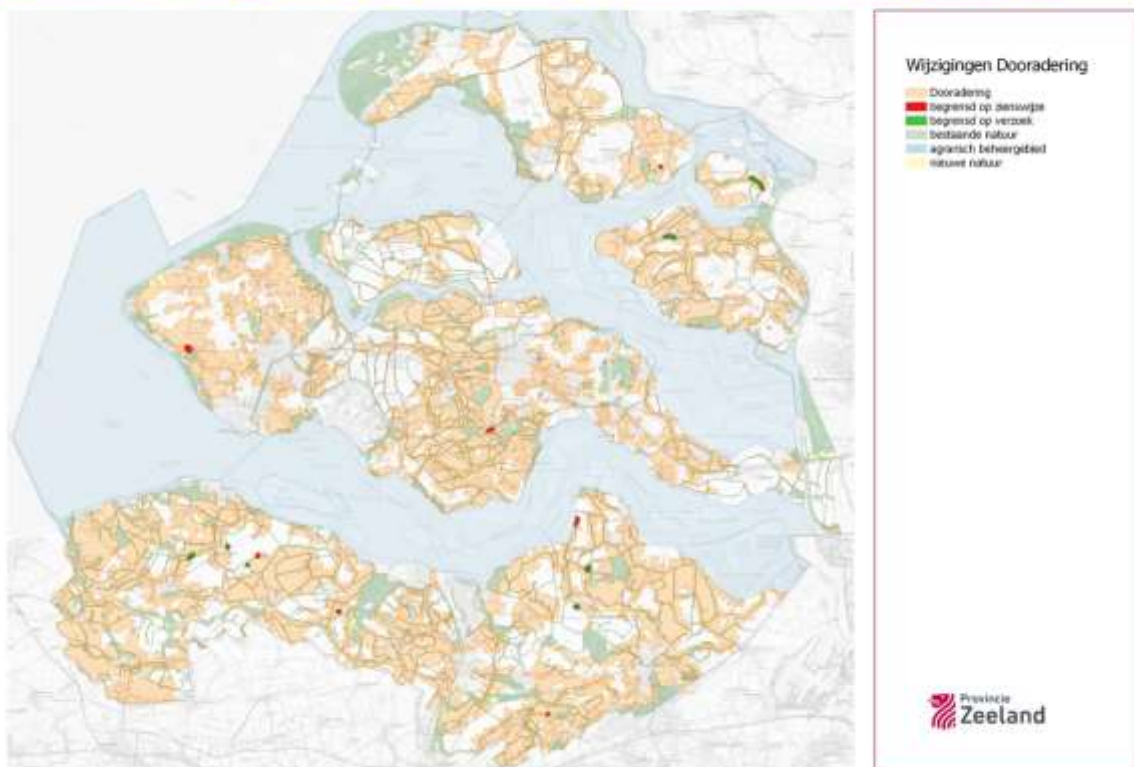 Wijzigingen Dooradering
Dooradering
begrensd op zienswijze
begrensd op verzoek
bestaande natuur
agrarisch beheergebied
nieuwe natuur
Provincie
Zeeland